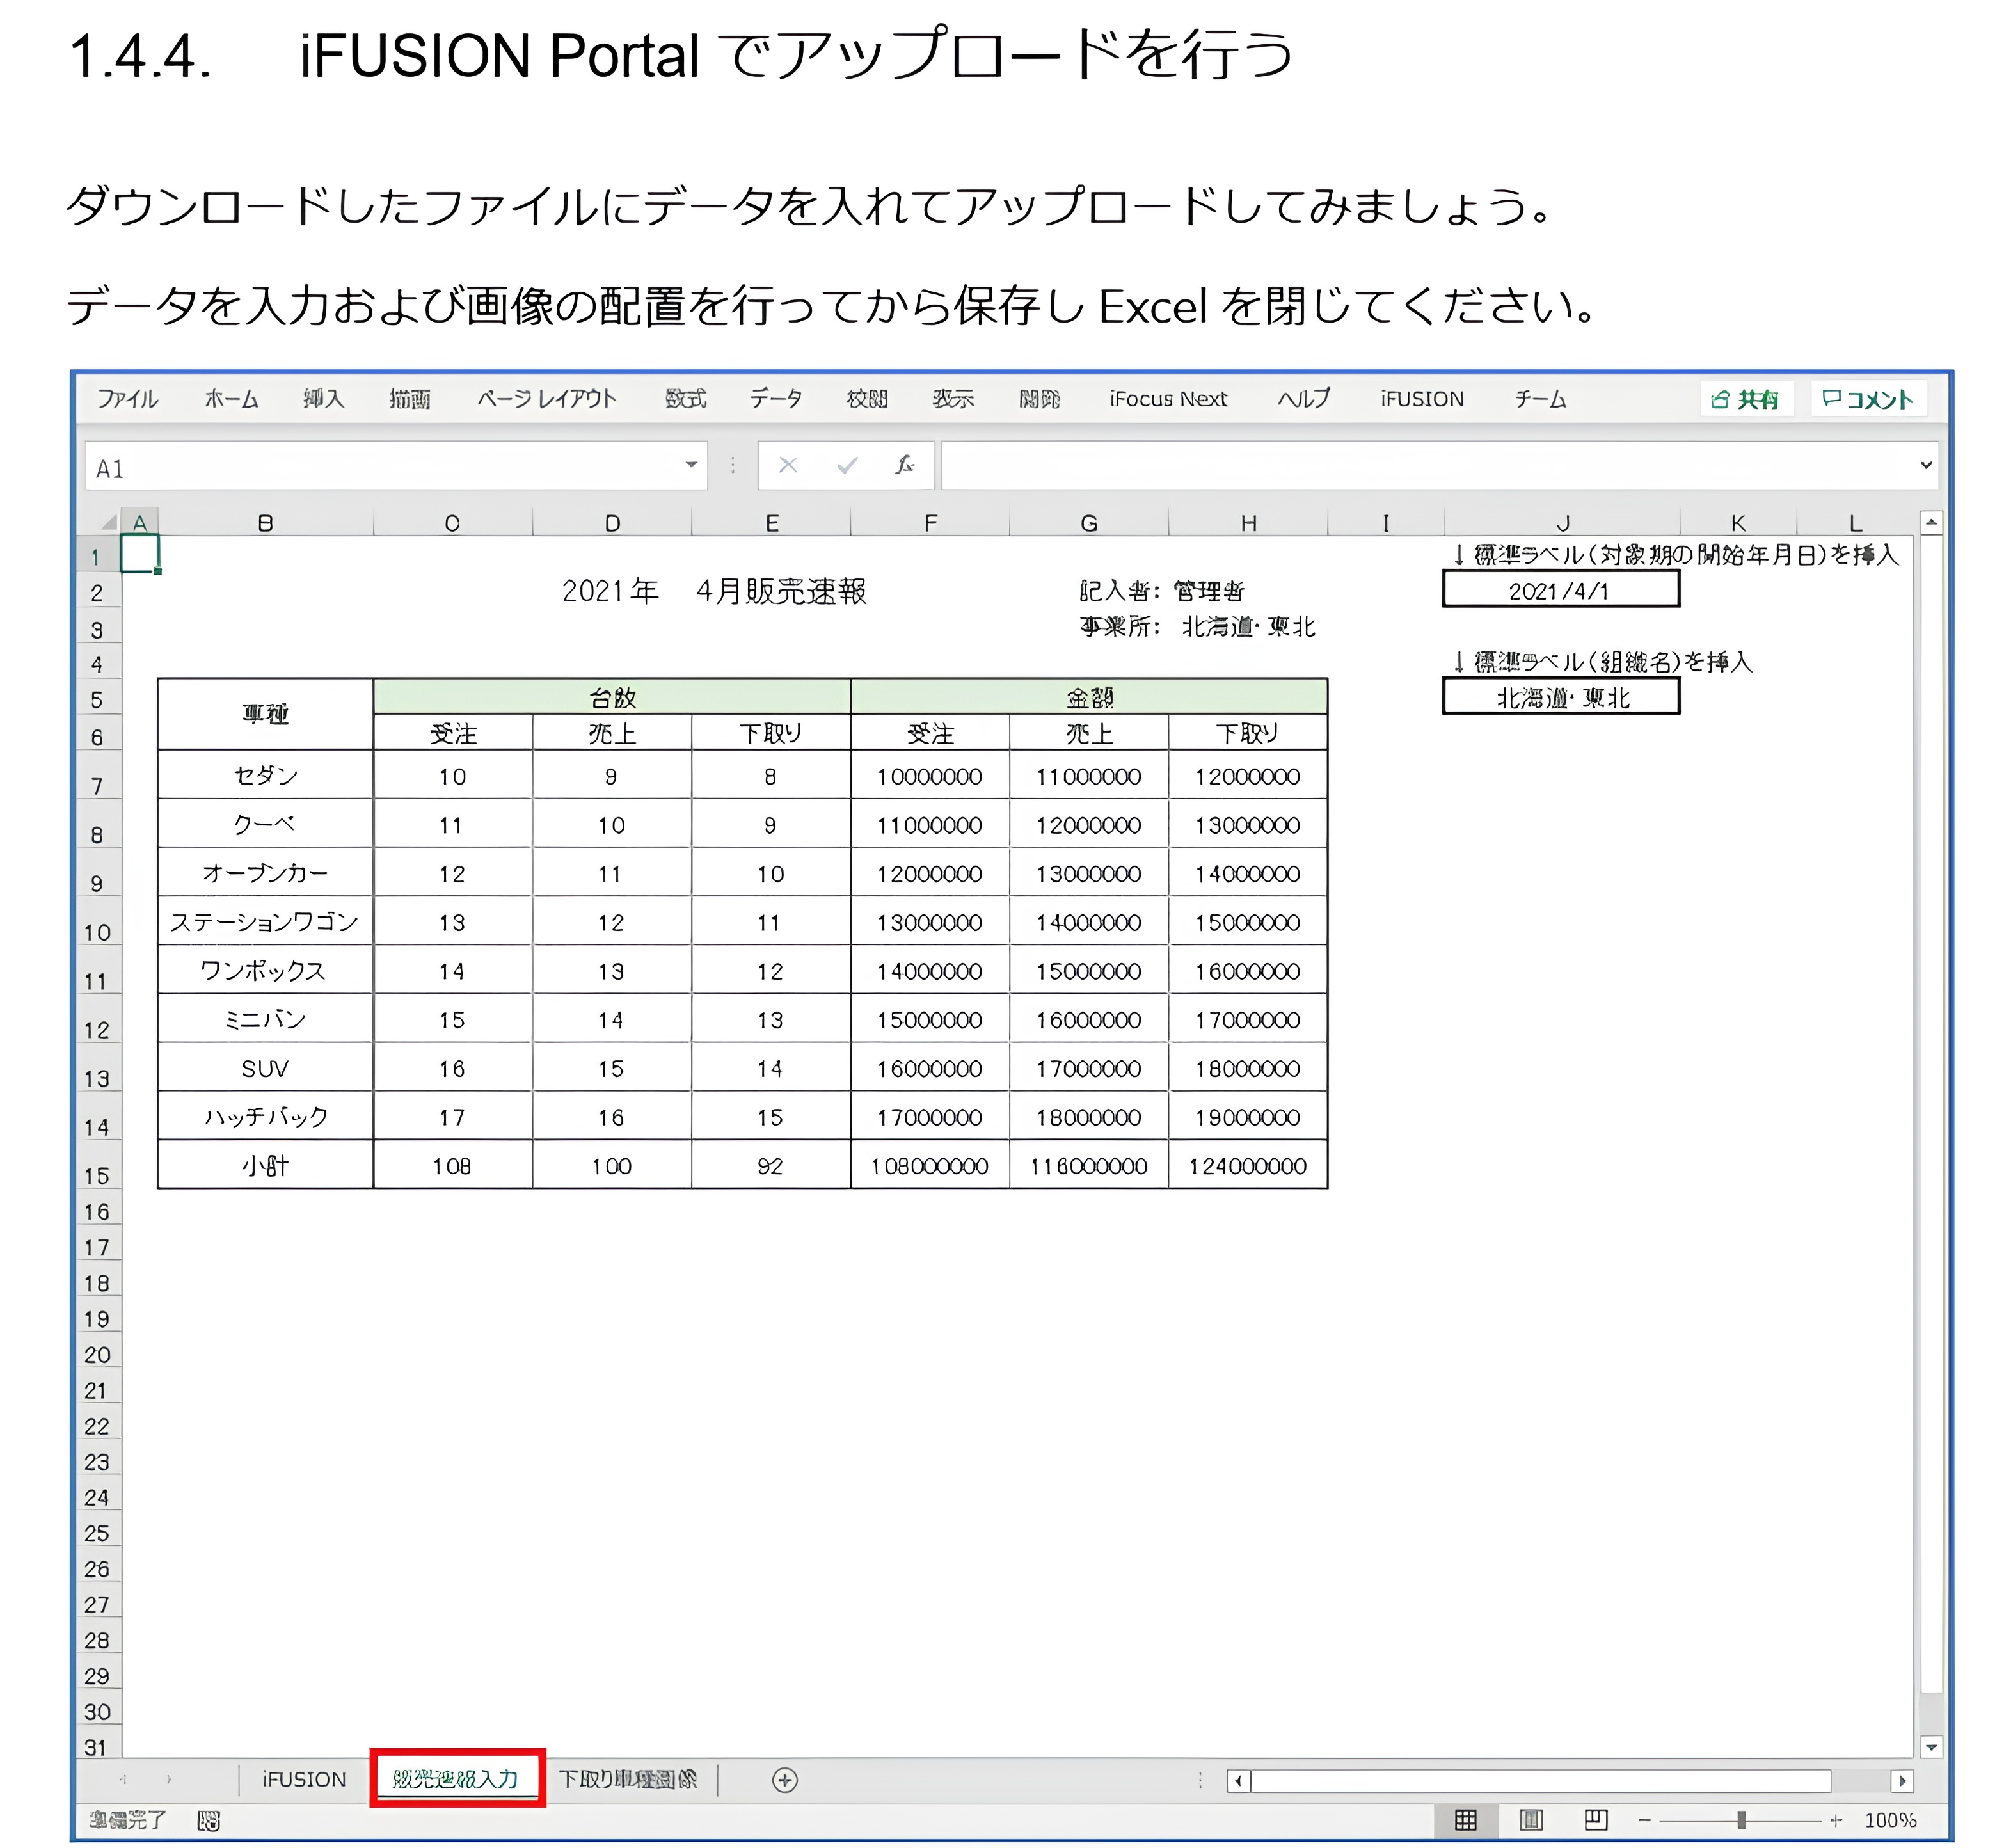 1.4.4. iFUSION Portal でアップロードを行う
ダウンロードしたファイルにデータを入れてアップロードしてみましょう。
データを入力および画像の配置を行ってから保存し Excel を閉じてください。
ファイル ホーム 挿入 描画 ページ レイアウト 数式 データ 校閲 表示 開発 iFocus Next ヘルプ iFUSION チーム 共有 コメント
A1 fx
A B C D E F G H I J K L
1 ↓標準ラベル(対象期の開始年月日)を挿入
2 2021年 4月販売速報 記入者: 管理者 2021/4/1
3 事業所: 北海道・東北
4 ↓標準ラベル(組織名)を挿入
5 車種 台数 金額 北海道・東北
6 受注 売上 下取り 受注 売上 下取り
7 セダン 10 9 8 10000000 11000000 12000000
8 クーペ 11 10 9 11000000 12000000 13000000
9 オープンカー 12 11 10 12000000 13000000 14000000
10 ステーションワゴン 13 12 11 13000000 14000000 15000000
11 ワンボックス 14 13 12 14000000 15000000 16000000
12 ミニバン 15 14 13 15000000 16000000 17000000
13 SUV 16 15 14 16000000 17000000 18000000
14 ハッチバック 17 16 15 17000000 18000000 19000000
15 小計 108 100 92 108000000 116000000 124000000
16
17
18
19
20
21
22
23
24
25
26
27
28
29
30
31
iFUSION 販売速報入力 下取り車種画像
準備完了 100%